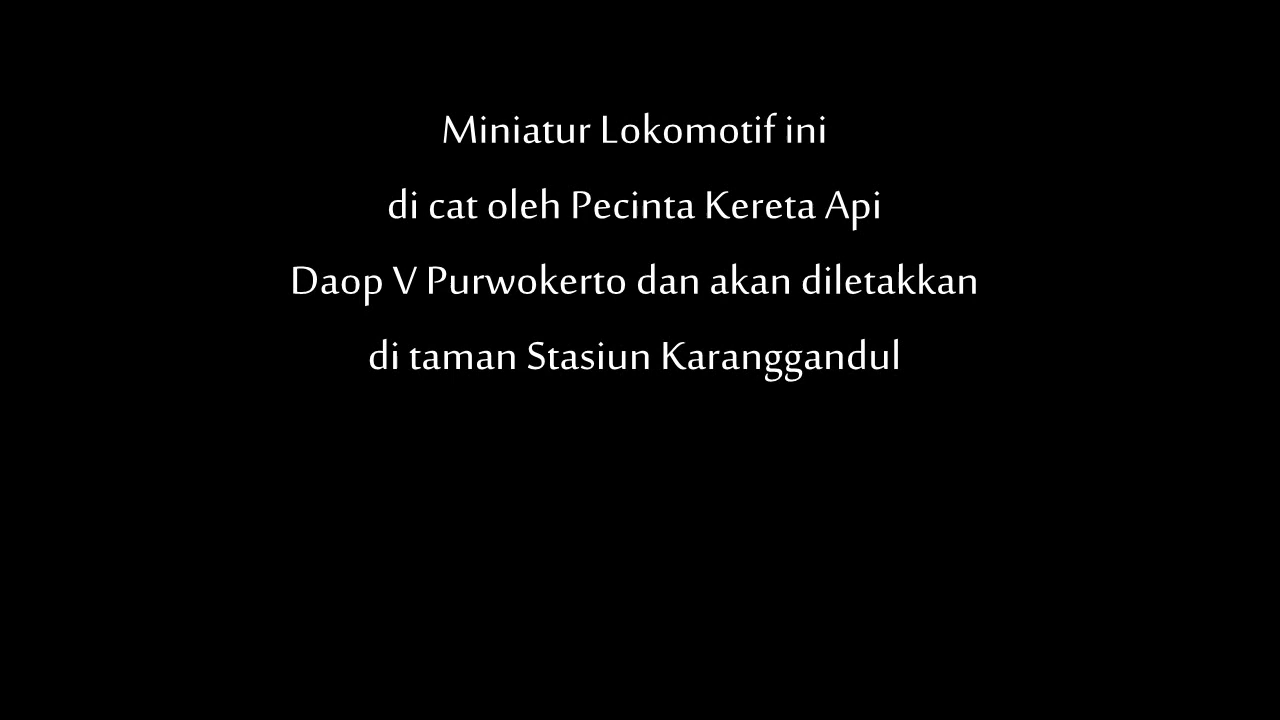 Miniatur Lokomotif ini
di cat oleh Pecinta Kereta Api
Daop V Purwokerto dan akan diletakkan
di taman Stasiun Karanggandul